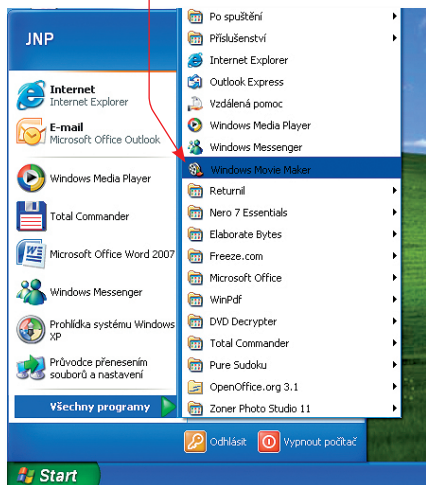 JNP
Internet
Internet Explorer
E-mail
Microsoft Office Outlook
Windows Media Player
Total Commander
Microsoft Office Word 2007
Windows Messenger
Prohlídka systému Windows
XP
Průvodce přenesením
souborů a nastavení
Všechny programy
Po spuštění
Příslušenství
Internet Explorer
Outlook Express
Vzdálená pomoc
Windows Media Player
Windows Messenger
Windows Movie Maker
Returnil
Nero 7 Essentials
Elaborate Bytes
Freeze.com
Microsoft Office
WinPdf
DVD Decrypter
Total Commander
Pure Sudoku
OpenOffice.org 3.1
Zoner Photo Studio 11
Odhlásit
Vypnout počítač
Start